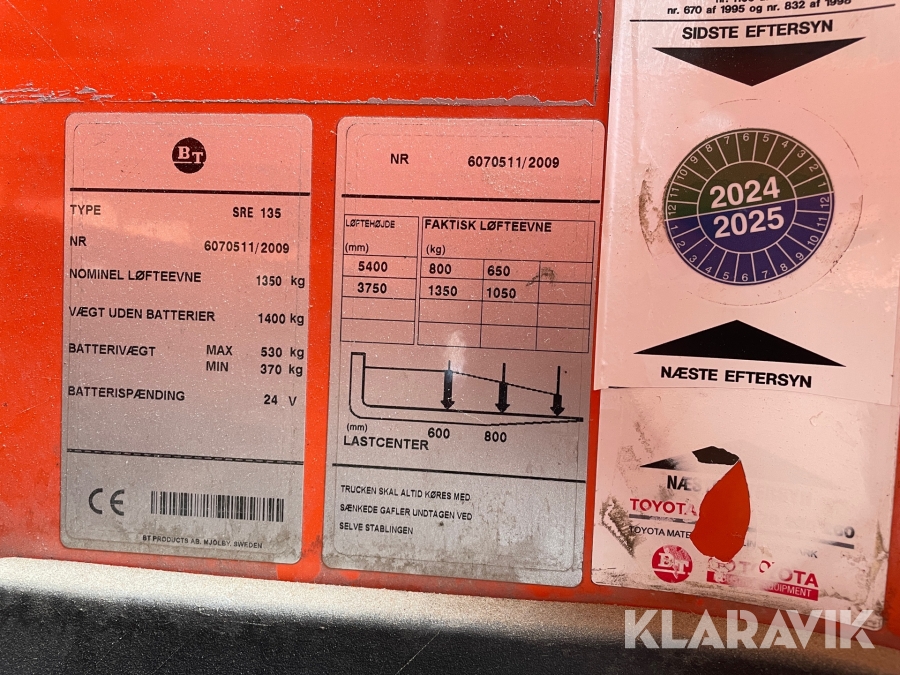 nr. 670 af 1995 og nr. 832 af 1998
SIDSTE EFTERSYN
2024
2025
NÆSTE EFTERSYN
BT
TYPE SRE 135
NR 6070511/2009
NOMINEL LØFTEEVNE 1350 kg
VÆGT UDEN BATTERIER 1400 kg
BATTERIVÆGT MAX 530 kg
MIN 370 kg
BATTERISPÆNDING 24 V
CE
BT PRODUCTS AB. MJÖLBY. SWEDEN
NR 6070511/2009
LØFTEHØJDE FAKTISK LØFTEEVNE
(mm) (kg)
5400 800 650
3750 1350 1050
(mm) 600 800
LASTCENTER
TRUCKEN SKAL ALTID KØRES MED
SÆNKEDE GAFLER UNDTAGEN VED
SELVE STABLINGEN
TOYOTA
TOYOTA
BT
KLARAVIK